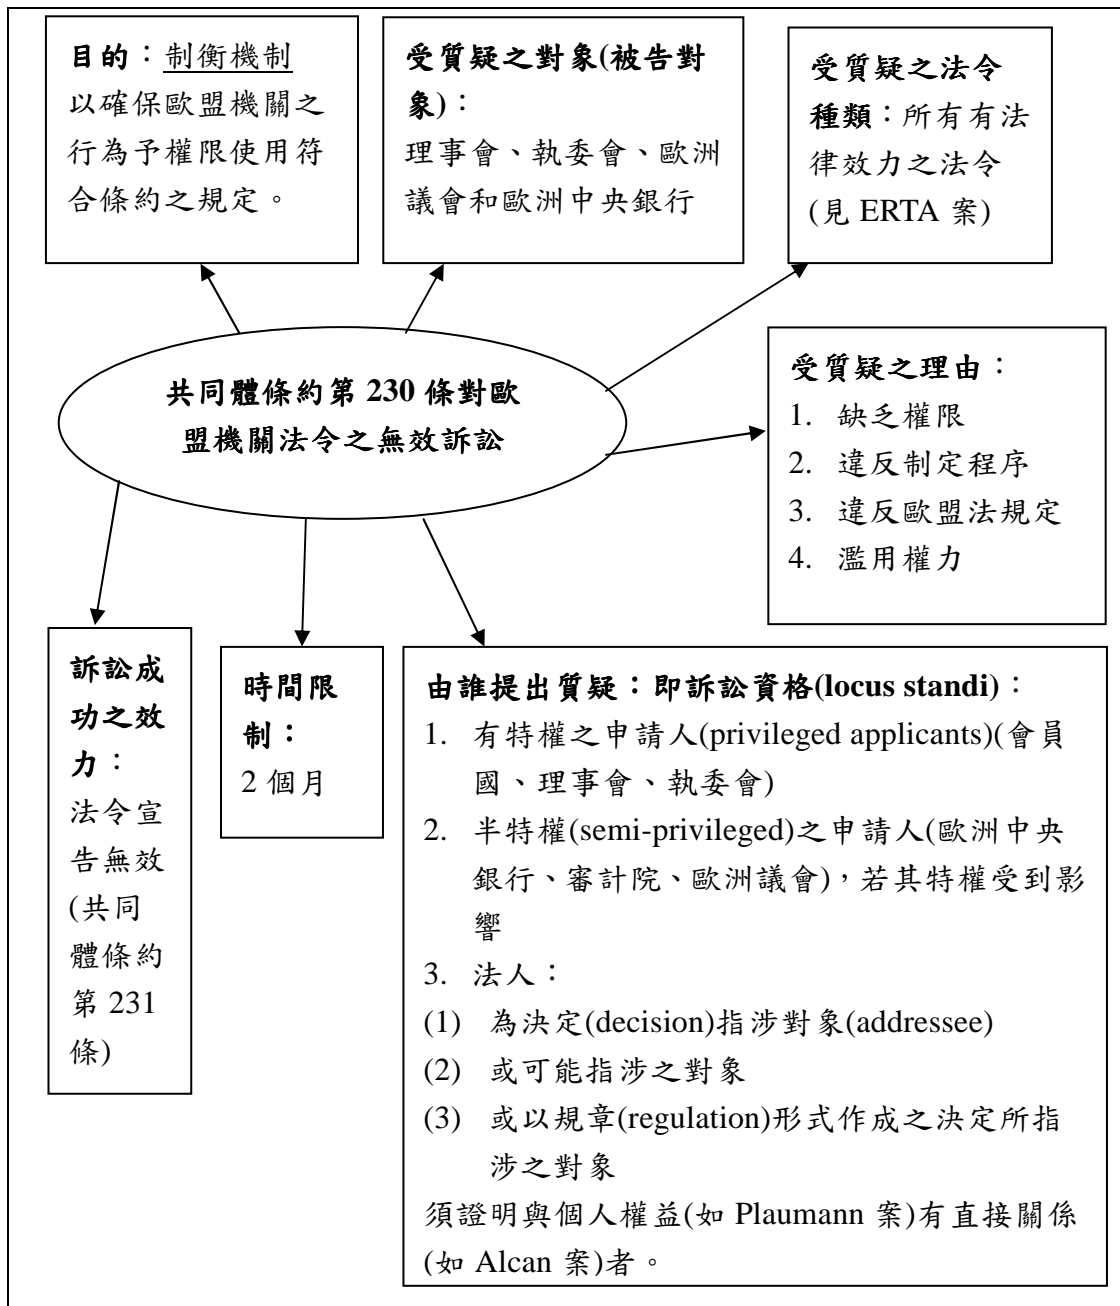 目的：制衡機制
以確保歐盟機關之
行為予權限使用符
合條約之規定。
受質疑之對象(被告對
象)：
理事會、執委會、歐洲
議會和歐洲中央銀行
受質疑之法令
種類：所有有法
律效力之法令
(見 ERTA 案)
共同體條約第 230 條對歐
盟機關法令之無效訴訟
受質疑之理由：
1. 缺乏權限
2. 違反制定程序
3. 違反歐盟法規定
4. 濫用權力
訴訟成
功之效
力：
法令宣
告無效
(共同
體條約
第 231
條)
時間限
制：
2 個月
由誰提出質疑：即訴訟資格(locus standi)：
1. 有特權之申請人(privileged applicants)(會員
國、理事會、執委會)
2. 半特權(semi-privileged)之申請人(歐洲中央
銀行、審計院、歐洲議會)，若其特權受到影
響
3. 法人：
(1) 為決定(decision)指涉對象(addressee)
(2) 或可能指涉之對象
(3) 或以規章(regulation)形式作成之決定所指
涉之對象
須證明與個人權益(如 Plaumann 案)有直接關係
(如 Alcan 案)者。